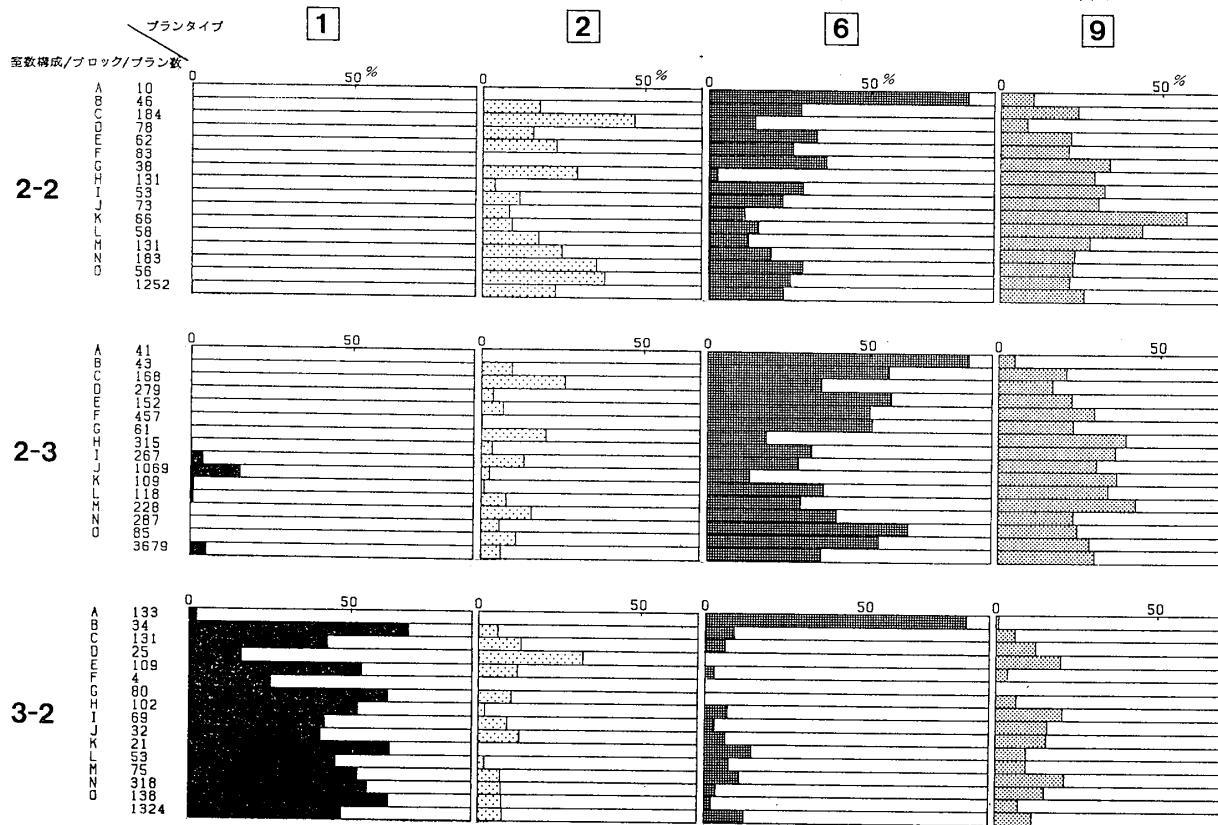 プランタイプ
1 2 6 9
室数構成/ブロック/プラン数
0 50 % 0 50 % 0 50 % 0 50 %
2-2
A 10
B 46
C 184
D 78
E 62
F 83
G 38
H 131
I 53
J 73
K 66
L 58
M 131
N 183
O 56
1252
0 50 0 50 0 50 0 50
2-3
A 41
B 43
C 168
D 279
E 152
F 457
G 61
H 315
I 267
J 1069
K 109
L 118
M 228
N 287
O 85
3679
0 50 0 50 0 50 0 50
3-2
A 133
B 34
C 131
D 25
E 109
F 4
G 80
H 102
I 69
J 32
K 21
L 53
M 75
N 318
O 138
1324